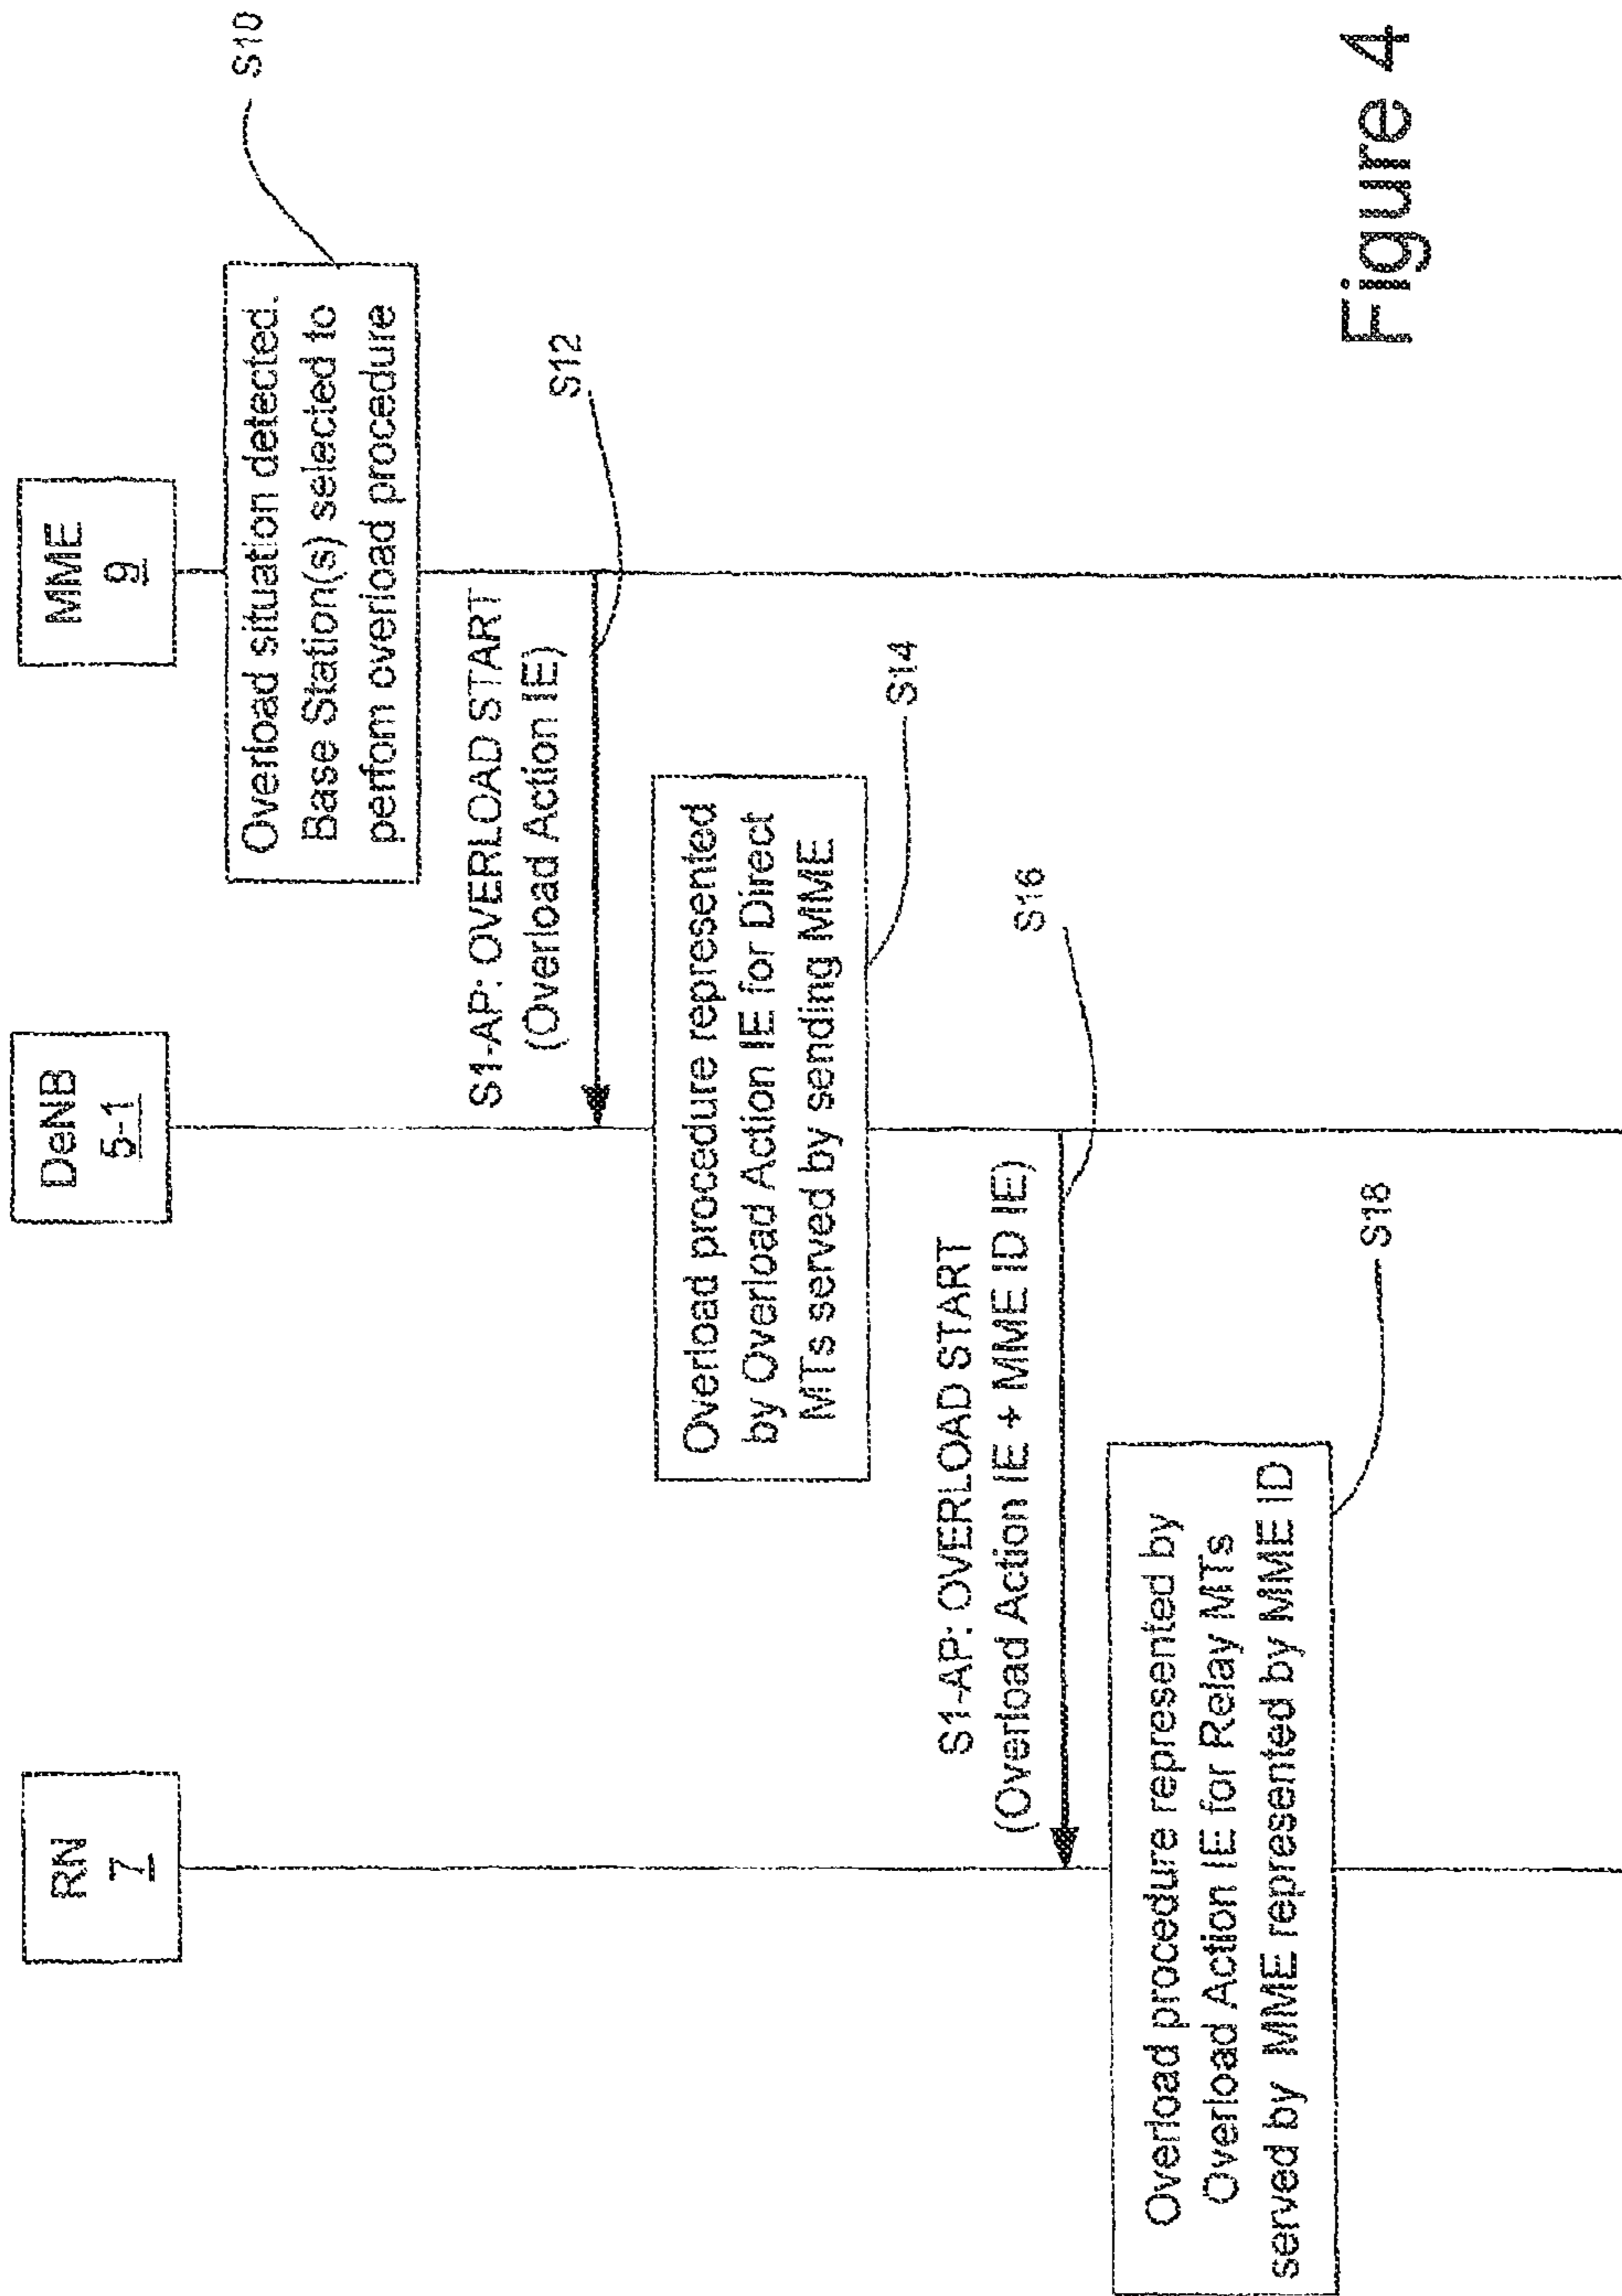 RN
7
DeNB
5-1
MME
9
Overload situation detected.
Base Station(s) selected to
perfom overload procedure
S10
S1-AP: OVERLOAD START
(Overload Action IE)
S12
Overload procedure represented
by Overload Action IE for Direct
MTs served by sending MME
S14
S1-AP: OVERLOAD START
(Overload Action IE + MME ID IE)
S16
Overload procedure represented by
Overload Action IE for Relay MTs
served by MME represented by MME ID
S18
Figure 4